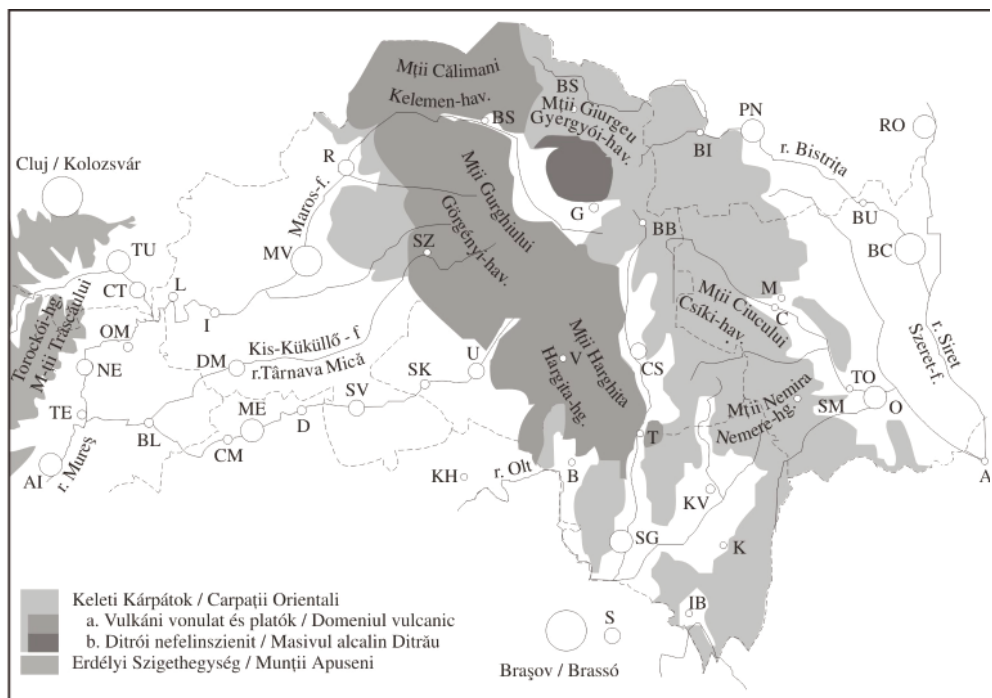 Mții Călimani
Kelemen-hav.
BS
Mții Giurgeu
Gyergyói-hav.
BS
PN
RO
BI
r. Bistrița
Cluj / Kolozsvár
R
Maros-f.
Mții Gurghiului
Görgényi-hav.
G
BB
BU
BC
TU
MV
SZ
CT
L
I
M
C
Mții Ciucului
Csíki-hav.
r. Siret
Szeret-f.
Torockói-hg.
M-ții Trăscăului
OM
NE
DM
Kis-Küküllő - f
r.Târnava Mică
U
Mții Harghita
Hargita-hg.
V
CS
TO
SM
O
Mții Nemira
Nemere-hg.
TE
BL
ME
D
SV
SK
CM
T
A
AI
r. Mureș
KH
r. Olt
B
KV
SG
K
JB
Keleti Kárpátok / Carpații Orientali
a. Vulkáni vonulat és platók / Domeniul vulcanic
b. Ditrói nefelinszienit / Masivul alcalin Ditrău
Erdélyi Szigethegység / Munții Apuseni
S
Brașov / Brassó